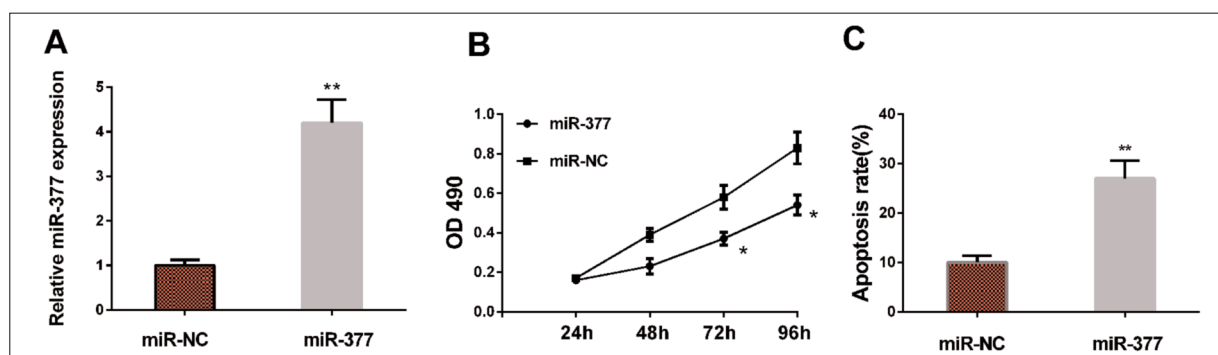 A
Relative miR-377 expression
5
4
3
2
1
0
**
miR-NC
miR-377
B
OD 490
1.0
0.8
0.6
0.4
0.2
0.0
miR-377
miR-NC
*
*
24h
48h
72h
96h
C
Apoptosis rate(%)
40
30
20
10
0
**
miR-NC
miR-377